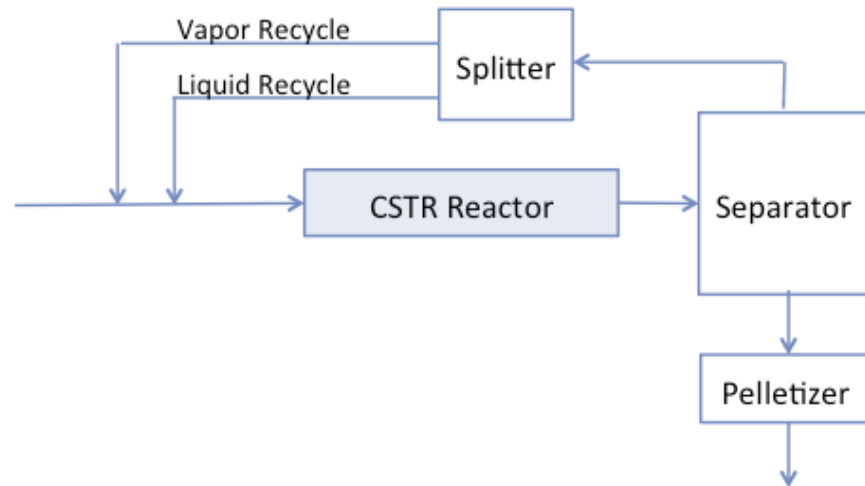 Vapor Recycle
Splitter
Liquid Recycle
CSTR Reactor
Separator
Pelletizer